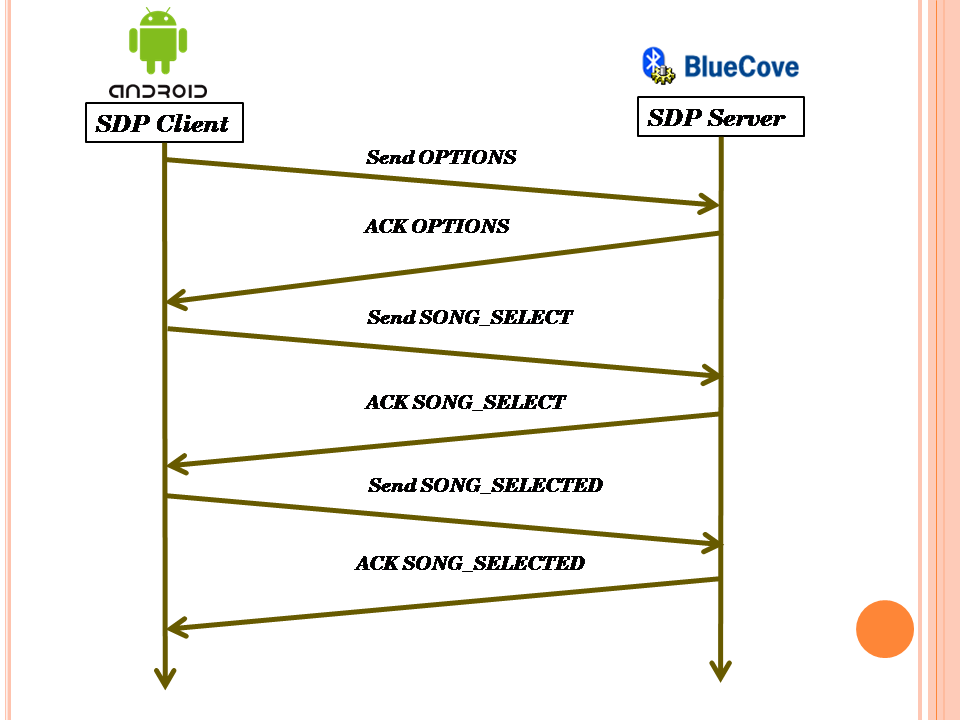 ANDROID
BlueCove
SDP Client
SDP Server
Send OPTIONS
ACK OPTIONS
Send SONG_SELECT
ACK SONG_SELECT
Send SONG_SELECTED
ACK SONG_SELECTED